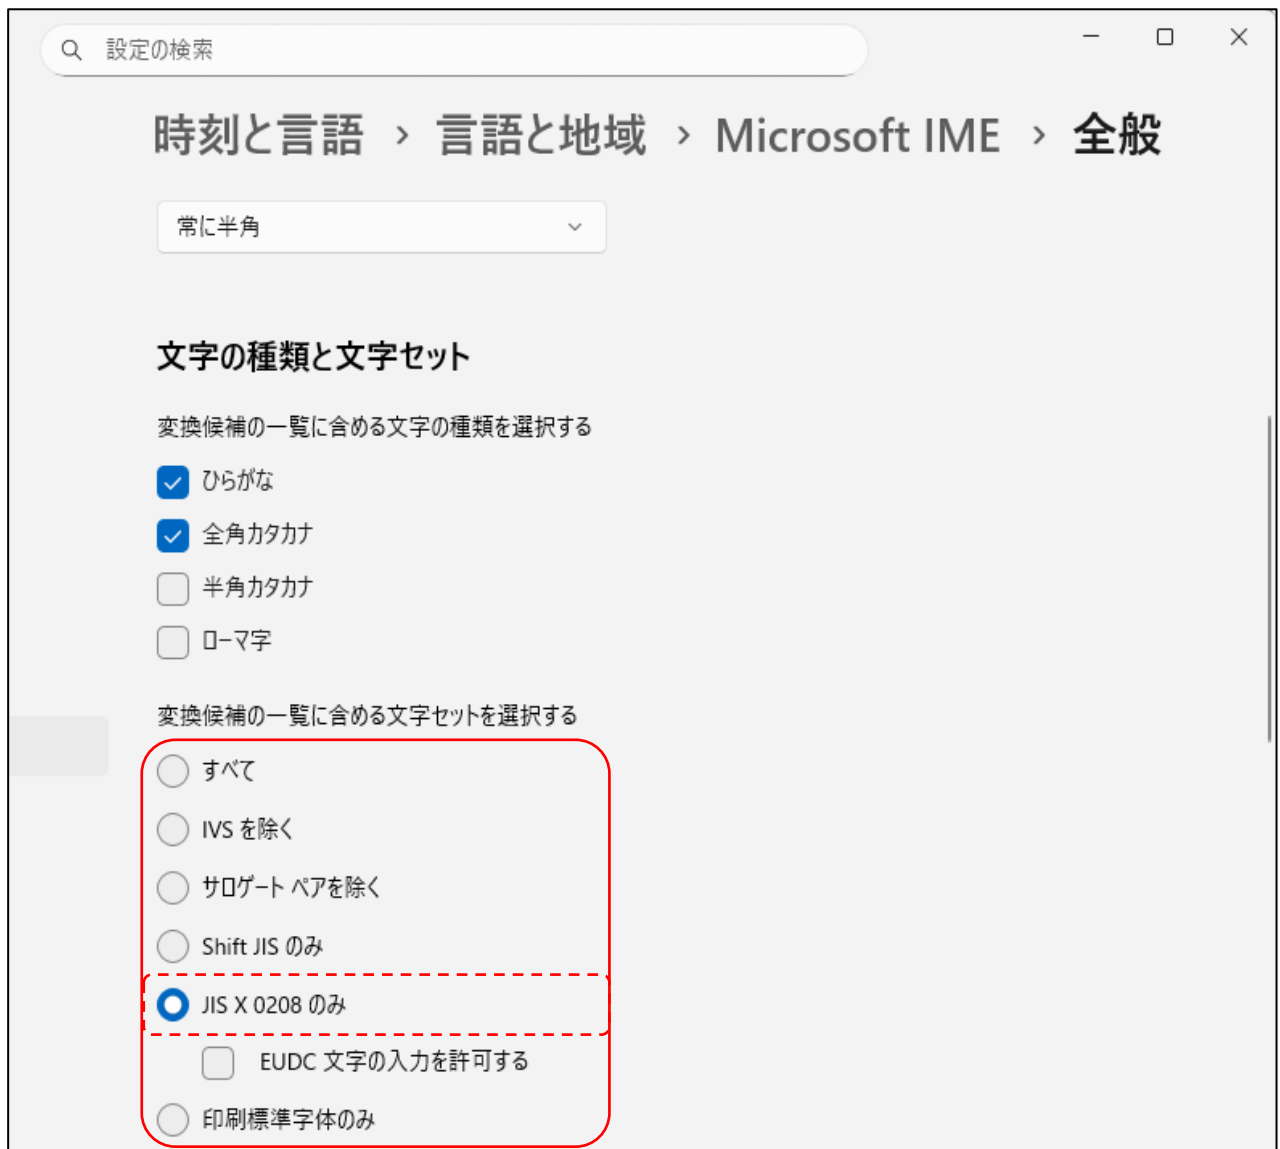 設定の検索
時刻と言語 › 言語と地域 › Microsoft IME › 全般
常に半角
文字の種類と文字セット
変換候補の一覧に含める文字の種類を選択する
ひらがな
全角カタカナ
半角カタカナ
ローマ字
変換候補の一覧に含める文字セットを選択する
すべて
IVS を除く
サロゲート ペアを除く
Shift JIS のみ
JIS X 0208 のみ
EUDC 文字の入力を許可する
印刷標準字体のみ